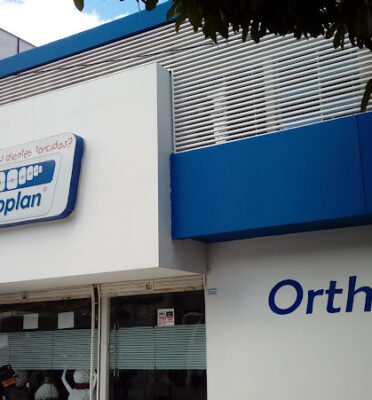 dientes torcidos?
oplan®
Orth